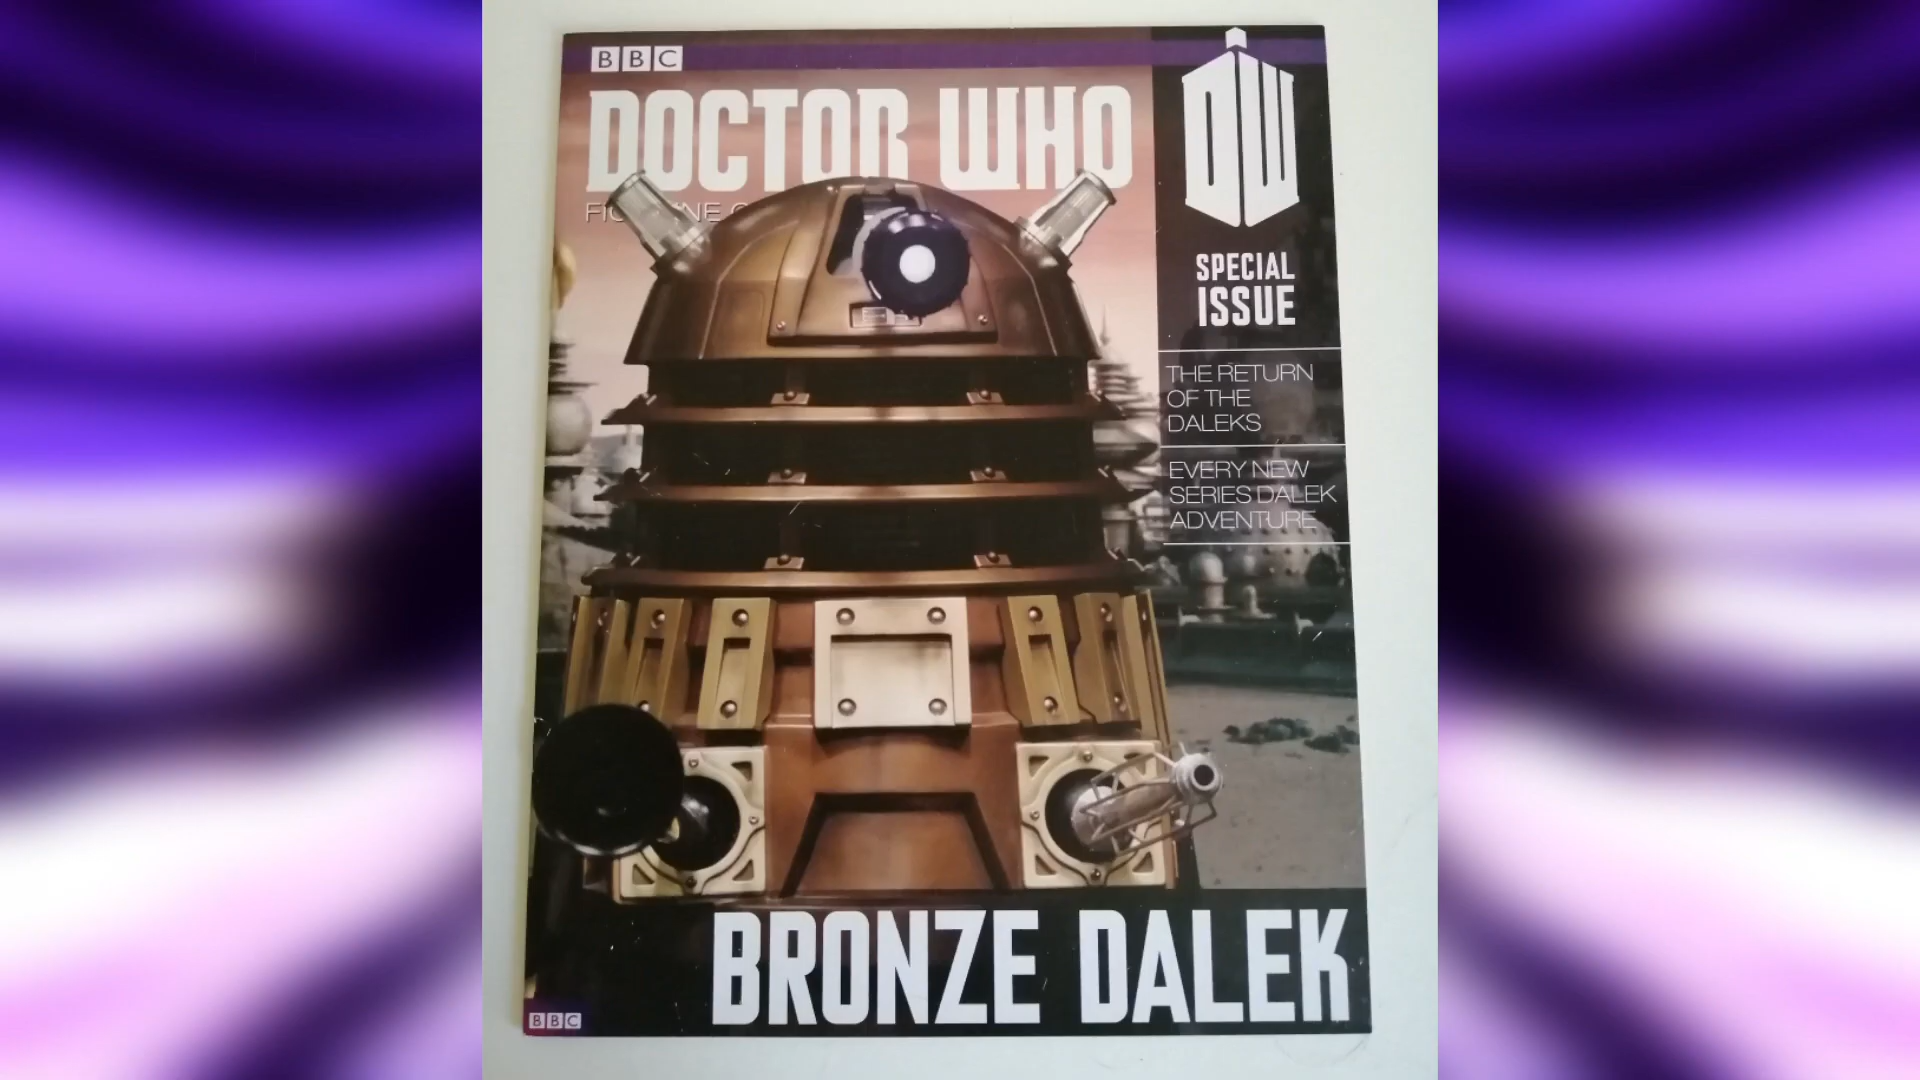 BBC
DOCTOR WHO
DW
SPECIAL
ISSUE
THE RETURN
OF THE
DALEKS
EVERY NEW
SERIES DALEK
ADVENTURE
BRONZE DALEK
BBC